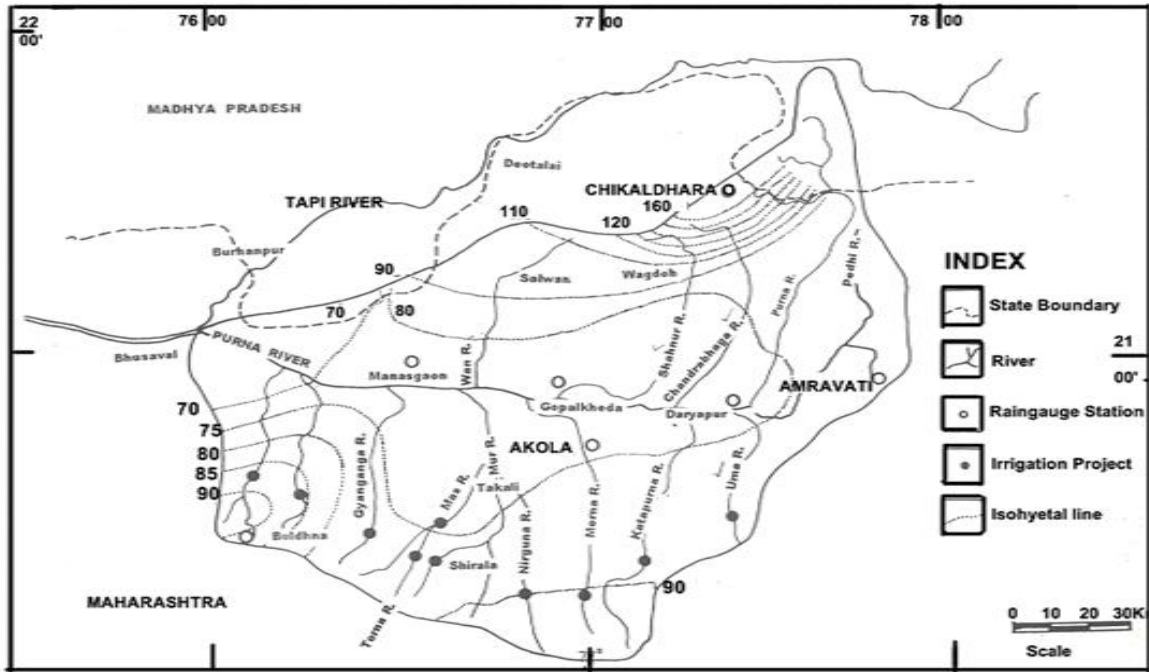 76 00
77 00
78 00
22
00'
MADHYA PRADESH
Deotalai
CHIKALDHARA
TAPI RIVER
160
110
120
Burhanpur
90
Salwan
Wagdoh
Pedhi R.
INDEX
State Boundary
70
80
Purna R.
Bhusaval
PURNA RIVER
Wan R.
Shahnur R.
Chandrabhaga R.
River
21
00'
Manasgaon
AMRAVATI
70
Gopalkheda
Daryapur
Raingauge Station
75
80
85
90
AKOLA
Gyanganga R.
Mas R.
Mur R.
Takali
Uma R.
Irrigation Project
Katapurna R.
Morna R.
Nirguna R.
Isohyetal line
Buldhna
Shirala
90
MAHARASHTRA
Torna R.
0 10 20 30K
Scale